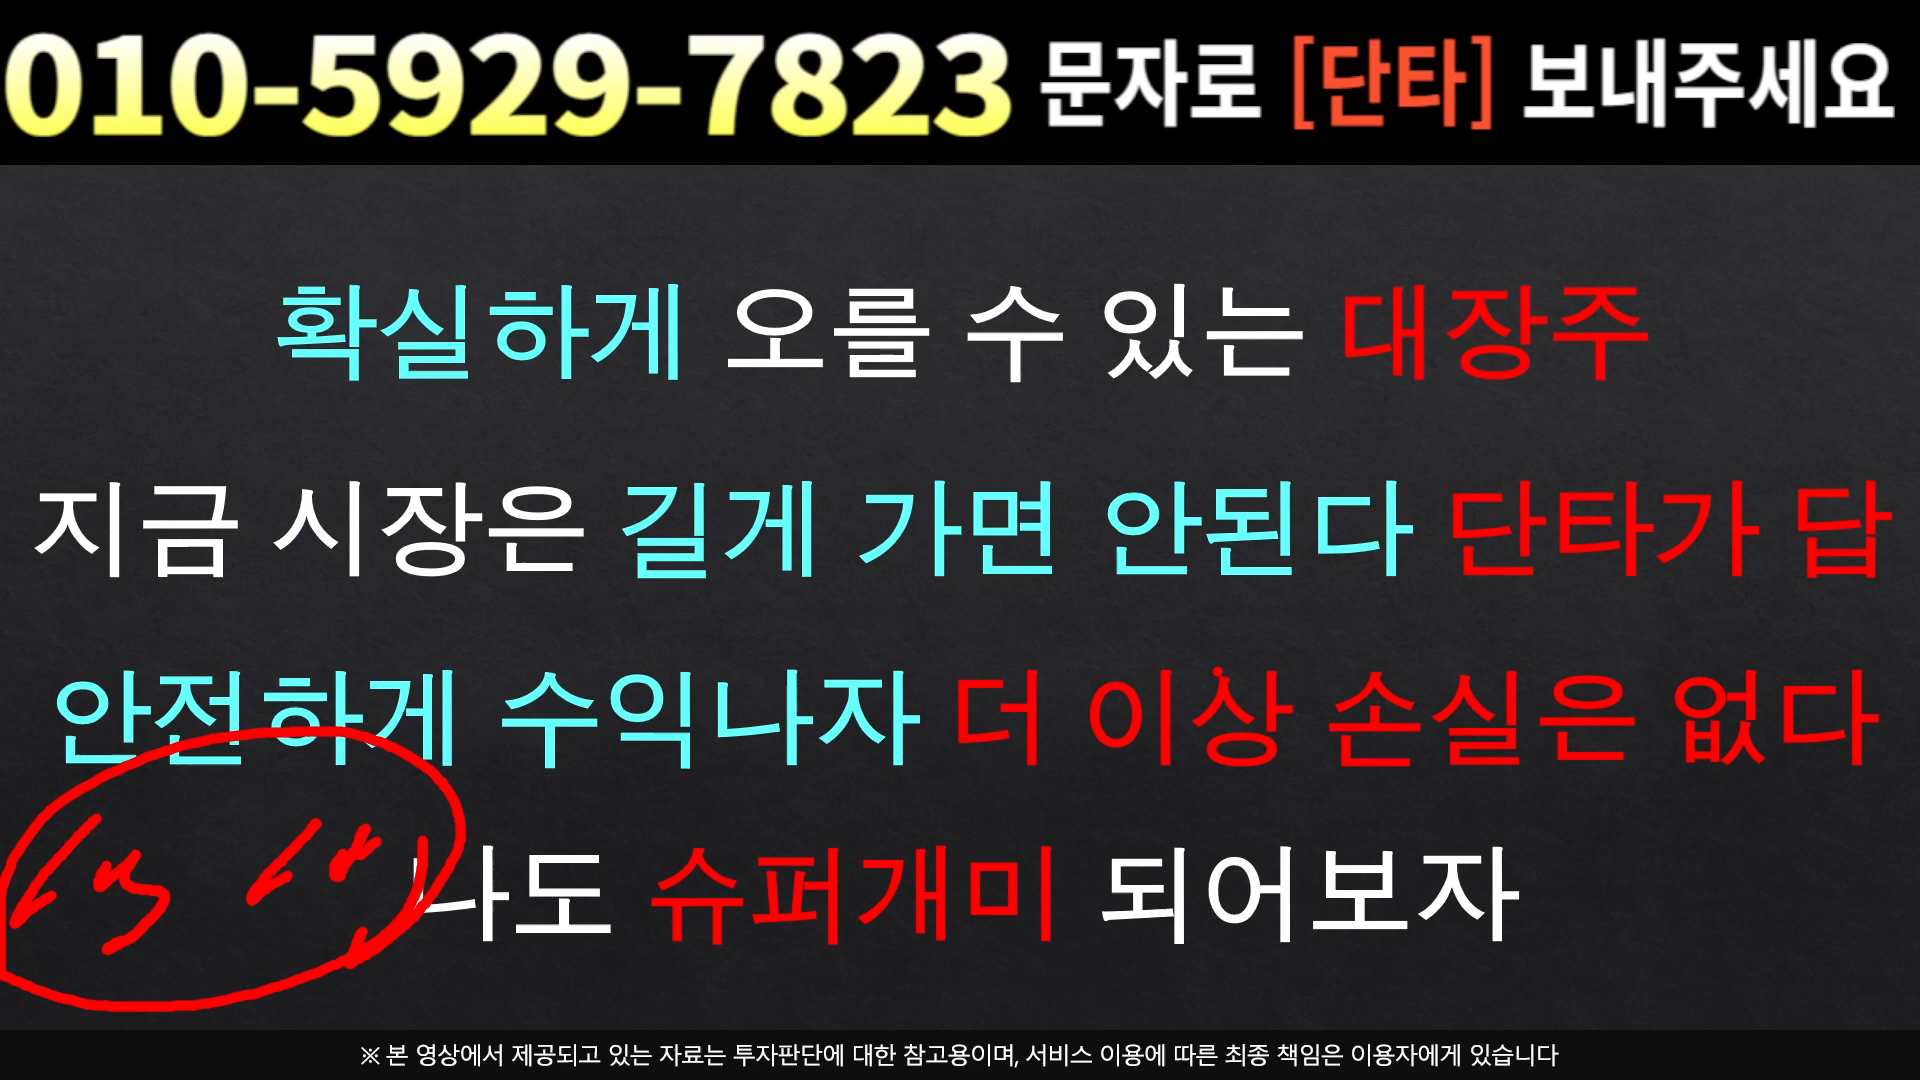 010-5929-7823 문자로 [단타] 보내주세요
확실하게 오를 수 있는 대장주
지금 시장은 길게 가면 안된다 단타가 답
안전하게 수익나자 더 이상 손실은 없다
나도 슈퍼개미 되어보자
※ 본 영상에서 제공되고 있는 자료는 투자판단에 대한 참고용이며, 서비스 이용에 따른 최종 책임은 이용자에게 있습니다